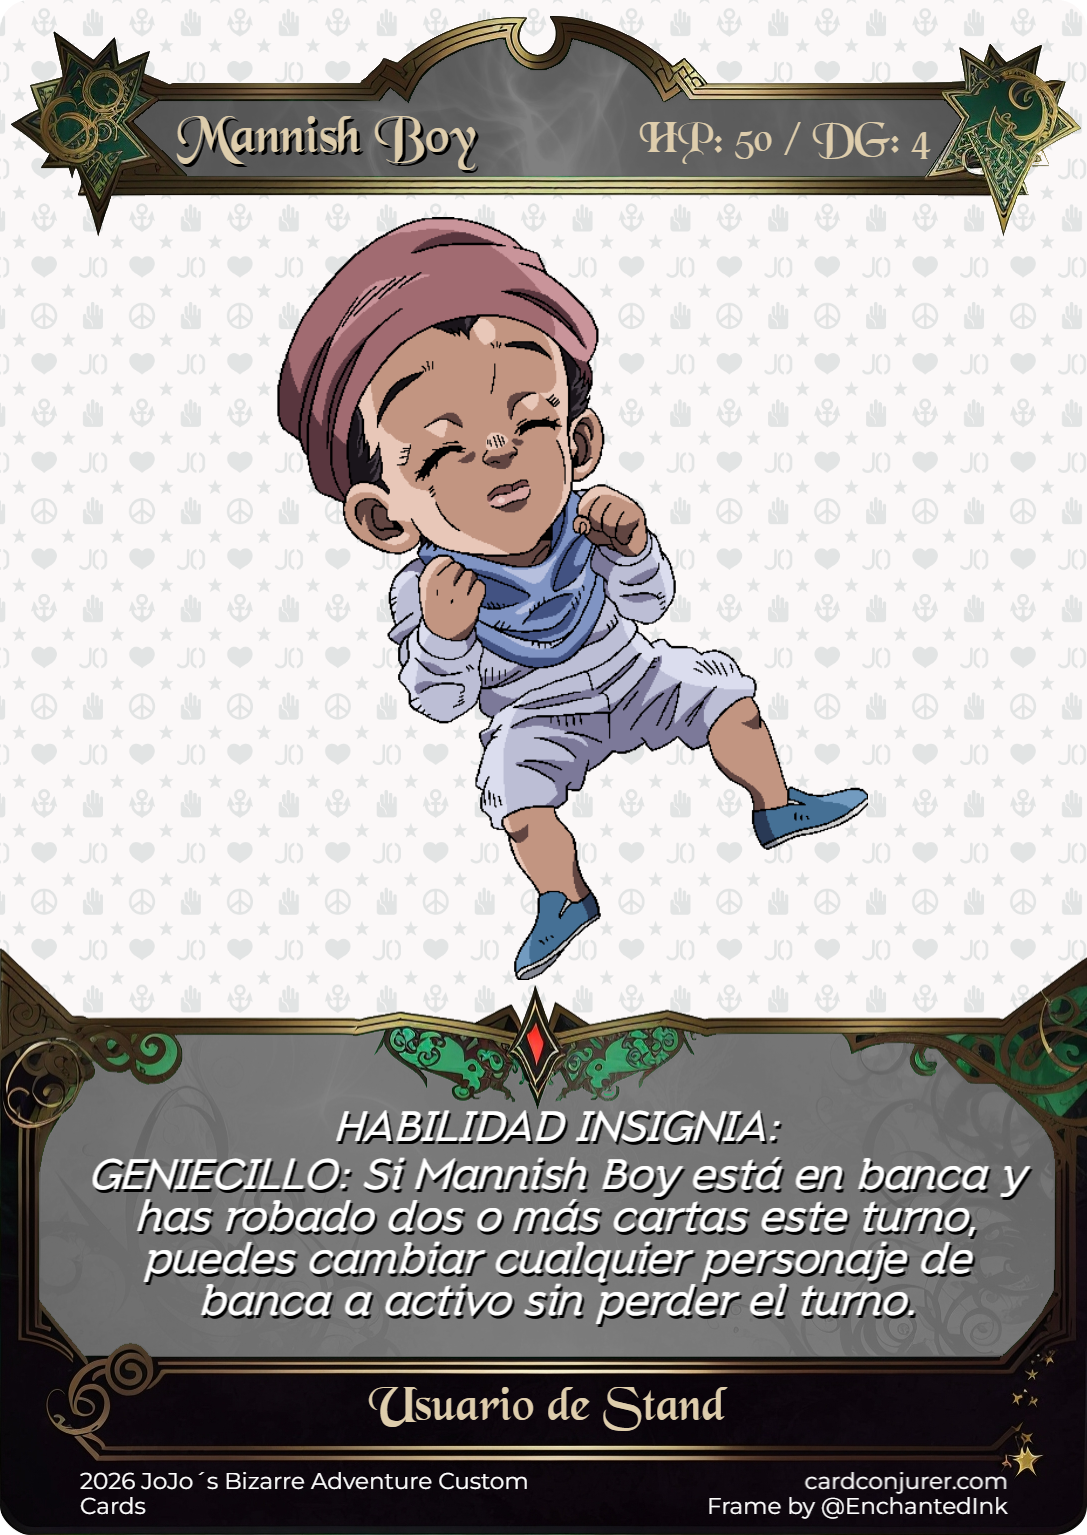 Mannish Boy HP: 50 / DG: 4
HABILIDAD INSIGNIA:
GENIECILLO: Si Mannish Boy está en banca y
has robado dos o más cartas este turno,
puedes cambiar cualquier personaje de
banca a activo sin perder el turno.
Usuario de Stand
2026 JoJo´s Bizarre Adventure Custom
Cards
cardconjurer.com
Frame by @EnchantedInk